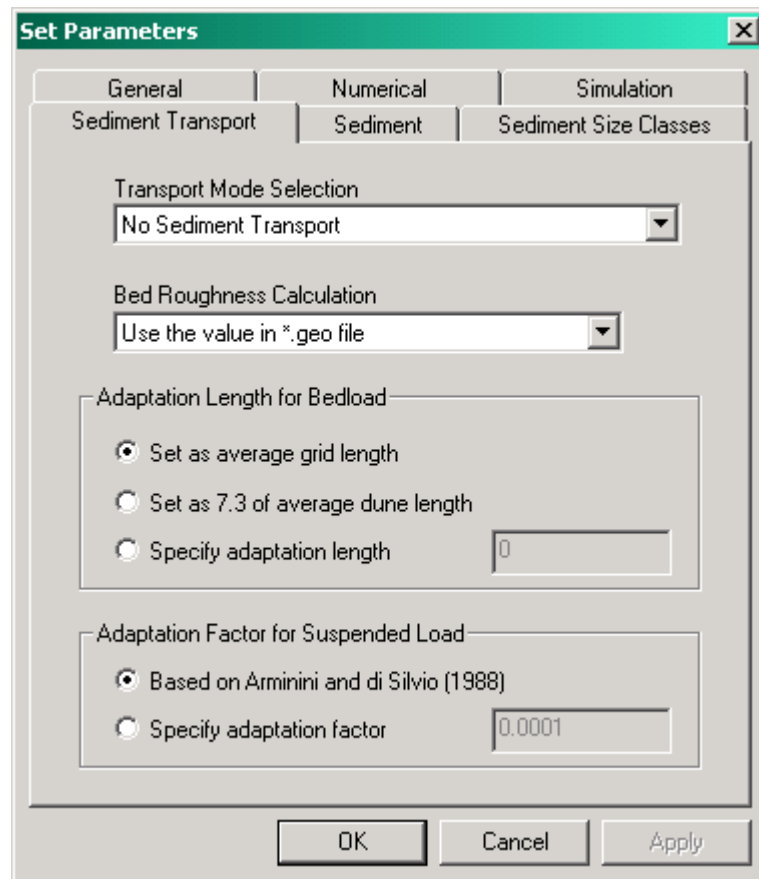 Set Parameters
General Numerical Simulation
Sediment Transport Sediment Sediment Size Classes
Transport Mode Selection
No Sediment Transport
Bed Roughness Calculation
Use the value in *.geo file
Adaptation Length for Bedload
Set as average grid length
Set as 7.3 of average dune length
Specify adaptation length 0
Adaptation Factor for Suspended Load
Based on Arminini and di Silvio (1988)
Specify adaptation factor 0.0001
OK Cancel Apply